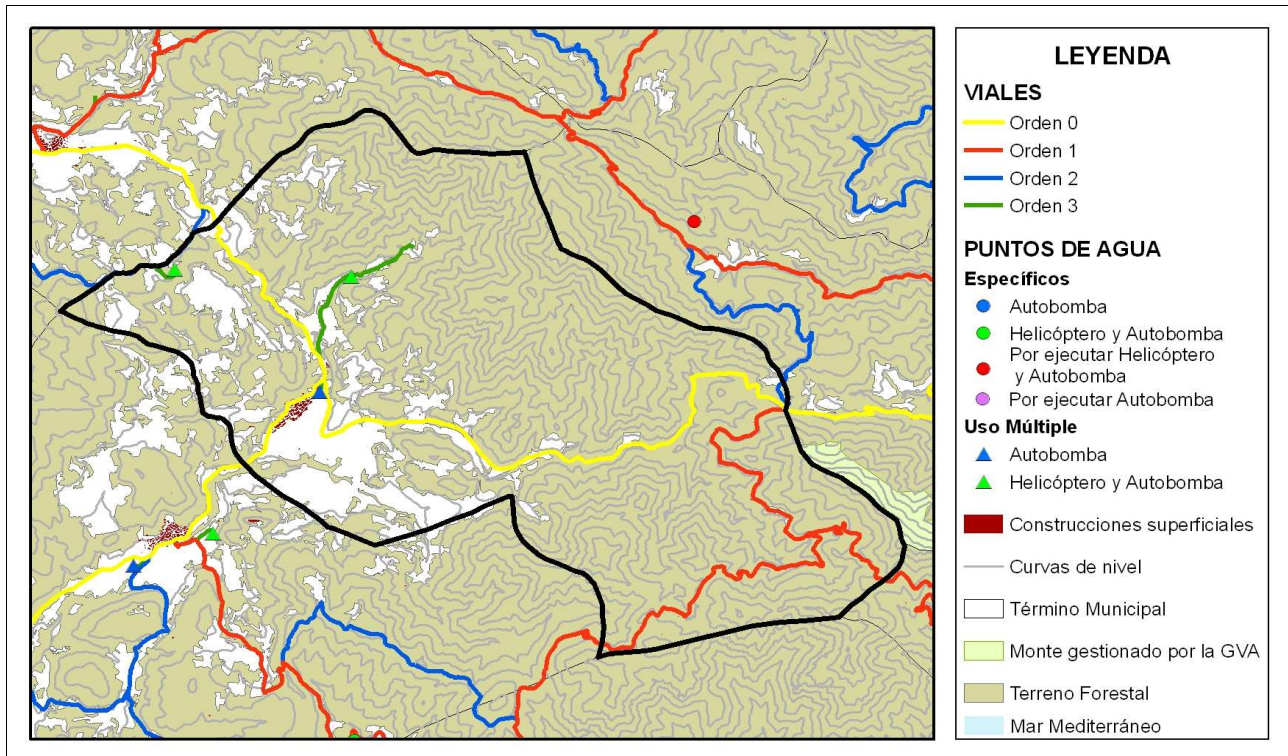 LEYENDA
VIALES
Orden 0
Orden 1
Orden 2
Orden 3
PUNTOS DE AGUA
Específicos
Autobomba
Helicóptero y Autobomba
Por ejecutar Helicóptero
y Autobomba
Por ejecutar Autobomba
Uso Múltiple
Autobomba
Helicóptero y Autobomba
Construcciones superficiales
Curvas de nivel
Término Municipal
Monte gestionado por la GVA
Terreno Forestal
Mar Mediterráneo